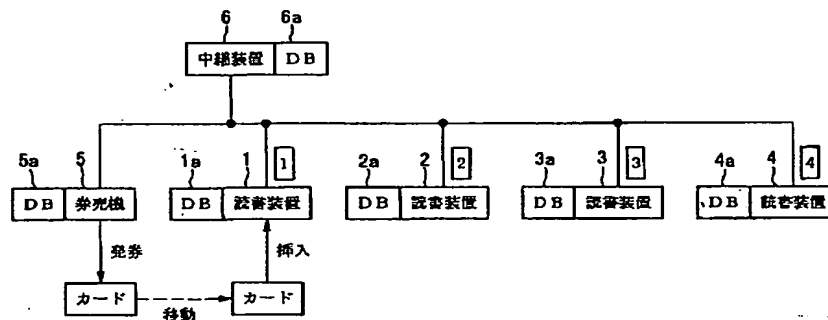 6 6a
中継装置 DB
5a 5 1a 1 1 2a 2 2 3a 3 3 4a 4 4
DB 券売機 DB 読書装置 DB 読書装置 DB 読書装置 DB 読書装置
発券 挿入
カード カード
移動